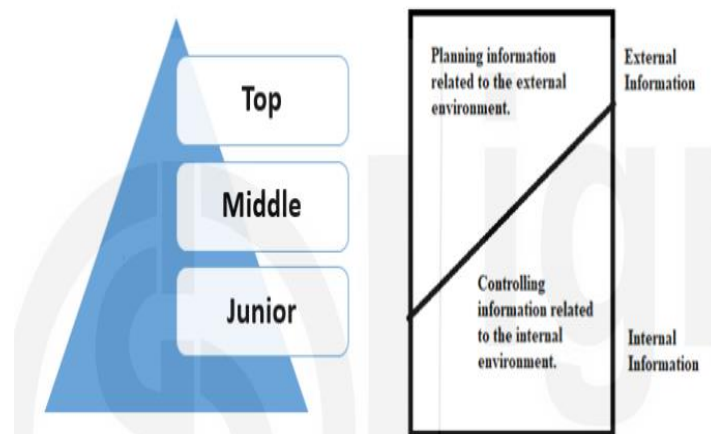 Top
Middle
Junior
Planning information
related to the external
environment.
External
Information
Controlling
information related
to the internal
environment.
Internal
Information